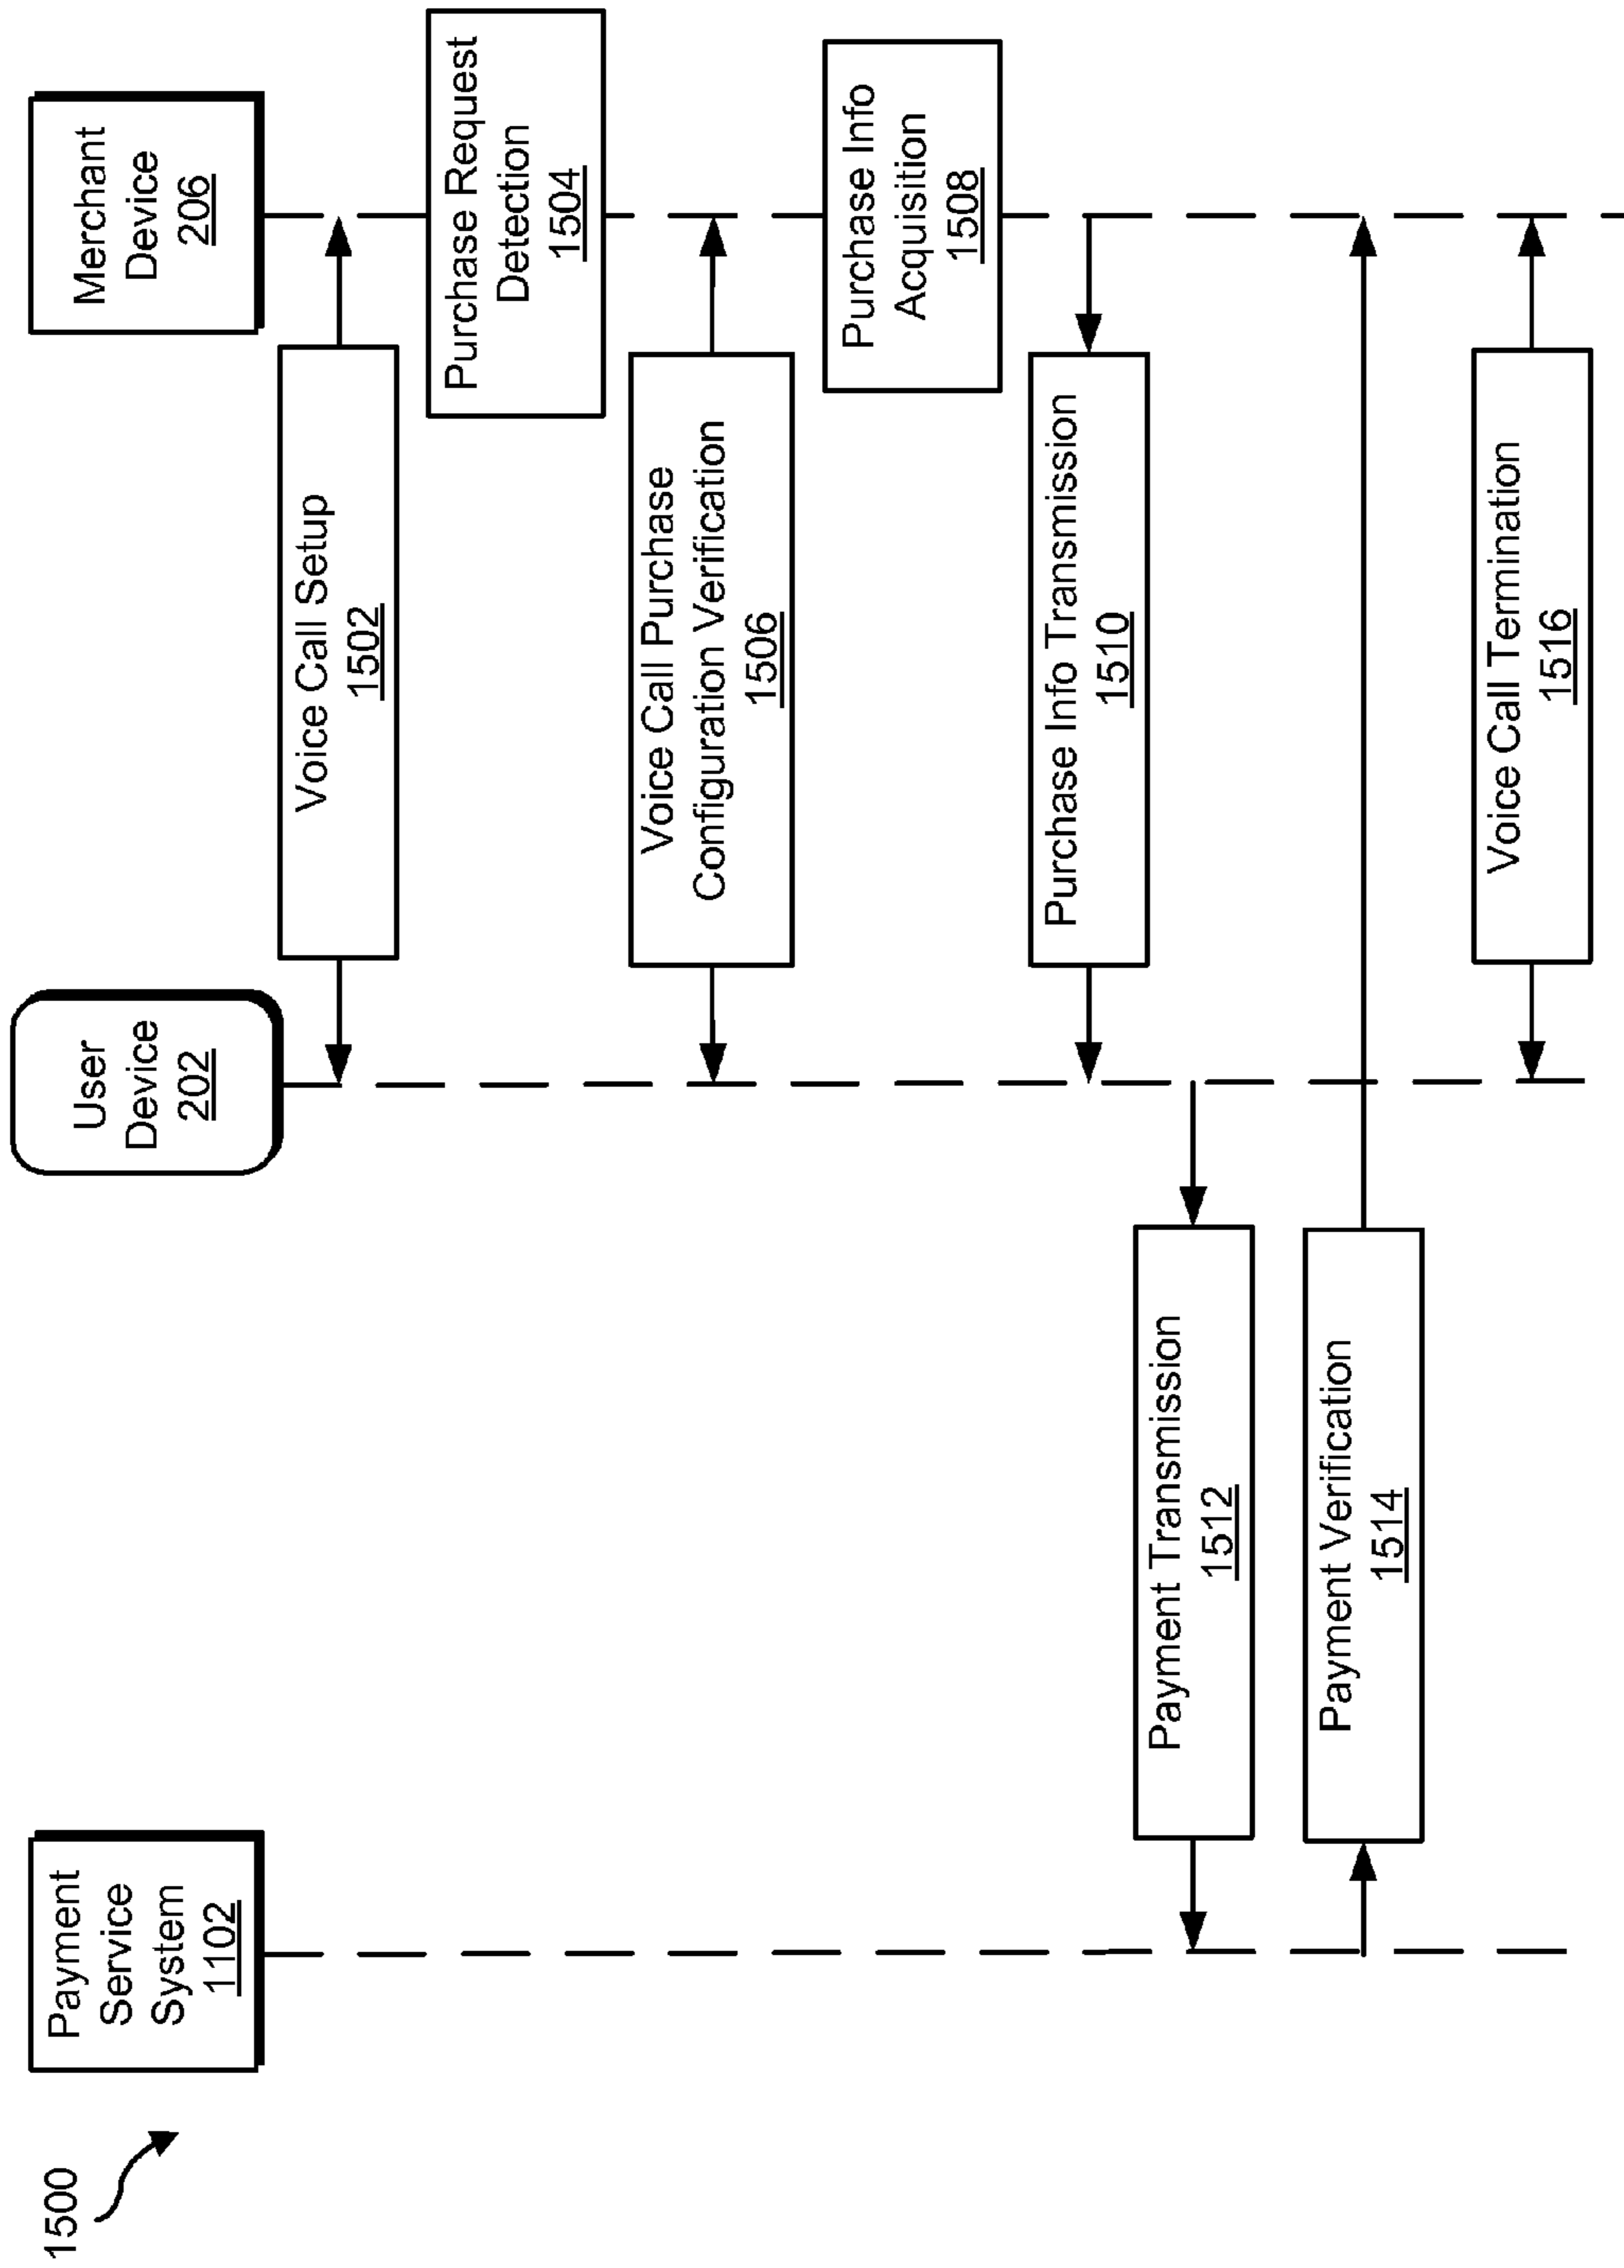 1500
Payment
Service
System
1102
User
Device
202
Merchant
Device
206
Voice Call Setup
1502
Purchase Request
Detection
1504
Voice Call Purchase
Configuration Verification
1506
Purchase Info
Acquisition
1508
Purchase Info Transmission
1510
Payment Transmission
1512
Payment Verification
1514
Voice Call Termination
1516